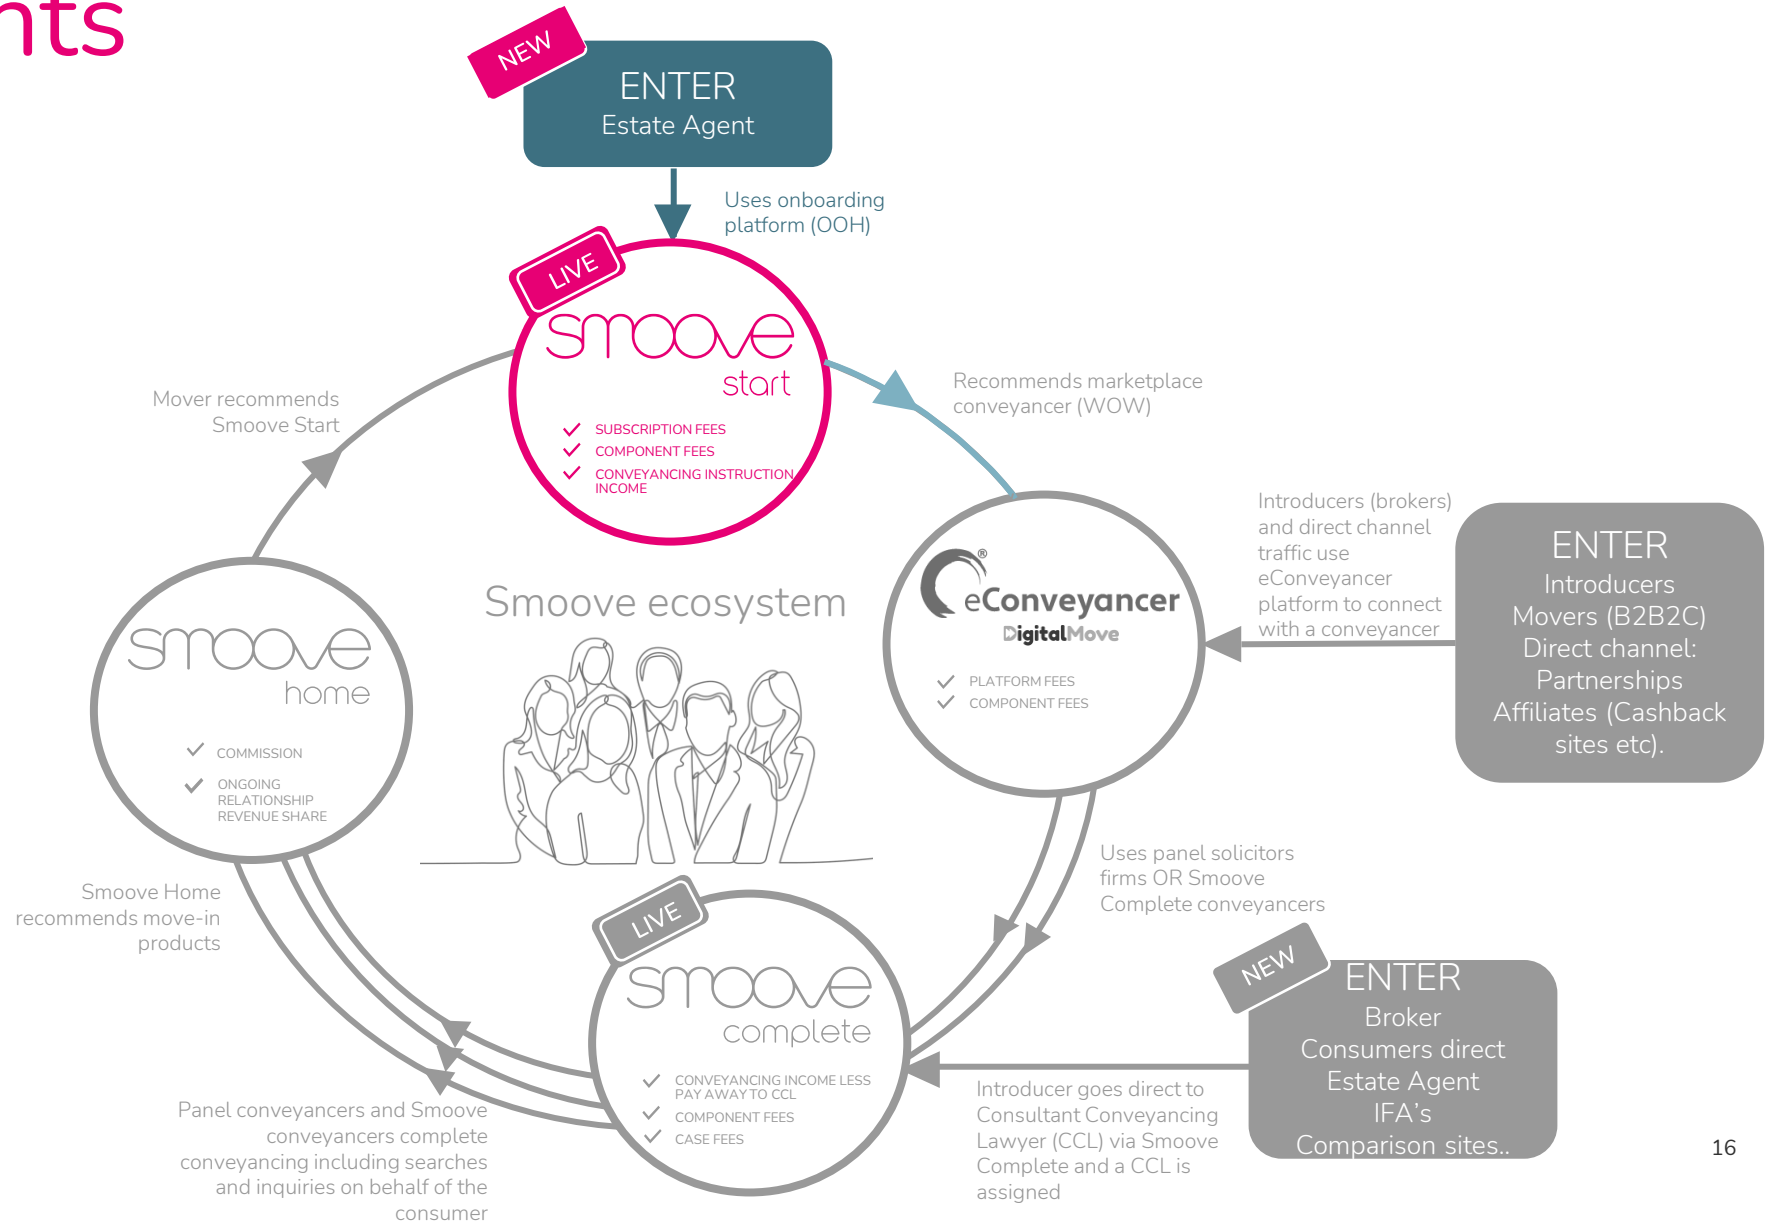 nts
NEW
ENTER
Estate Agent
Uses onboarding
platform (OOH)
LIVE
smoove
start
SUBSCRIPTION FEES
COMPONENT FEES
CONVEYANCING INSTRUCTION
INCOME
Mover recommends
Smoove Start
Recommends marketplace
conveyancer (WOW)
Introducers (brokers)
and direct channel
traffic use
eConveyancer
platform to connect
with a conveyancer
ENTER
Introducers
Movers (B2B2C)
Direct channel:
Partnerships
Affiliates (Cashback
sites etc).
Smoove ecosystem
®
eConveyancer
DigitalMove
PLATFORM FEES
COMPONENT FEES
smoove
home
COMMISSION
ONGOING
RELATIONSHIP
REVENUE SHARE
Uses panel solicitors
firms OR Smoove
Complete conveyancers
Smoove Home
recommends move-in
products
LIVE
smoove
complete
CONVEYANCING INCOME LESS
PAY AWAY TO CCL
COMPONENT FEES
CASE FEES
NEW
ENTER
Broker
Consumers direct
Estate Agent
IFA's
Comparison sites..
Introducer goes direct to
Consultant Conveyancing
Lawyer (CCL) via Smoove
Complete and a CCL is
assigned
Panel conveyancers and Smoove
conveyancers complete
conveyancing including searches
and inquiries on behalf of the
consumer
16